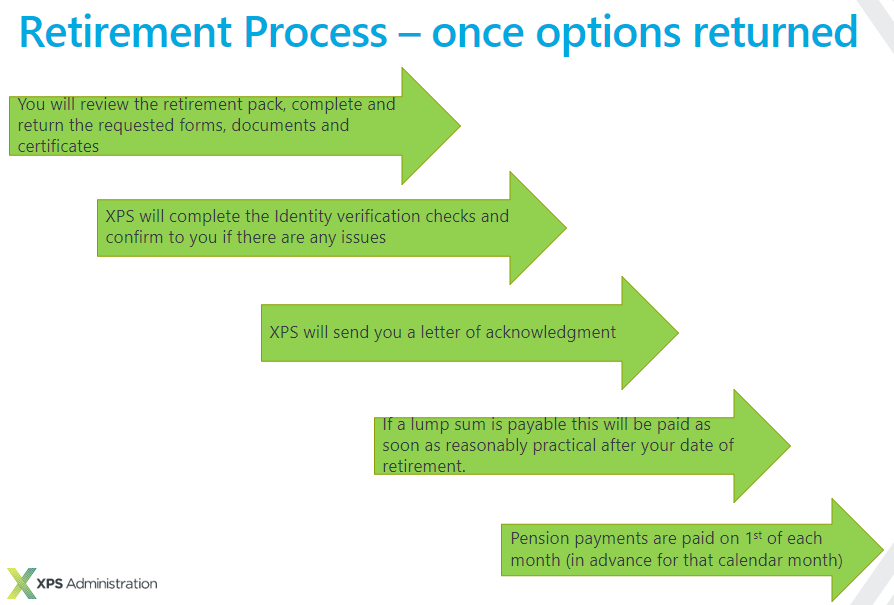 Retirement Process – once options returned
You will review the retirement pack, complete and
return the requested forms, documents and
certificates
XPS will complete the Identity verification checks and
confirm to you if there are any issues
XPS will send you a letter of acknowledgment
If a lump sum is payable this will be paid as
soon as reasonably practical after your date of
retirement.
Pension payments are paid on 1st of each
month (in advance for that calendar month)
XPS Administration